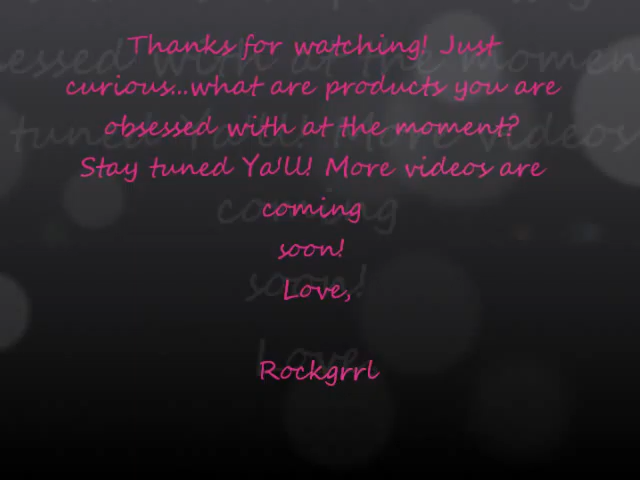 Thanks for watching! Just
curious...what are products you are
obsessed with at the moment?
Stay tuned Ya'll! More videos are
coming
soon!
Love,
Rockgrrl